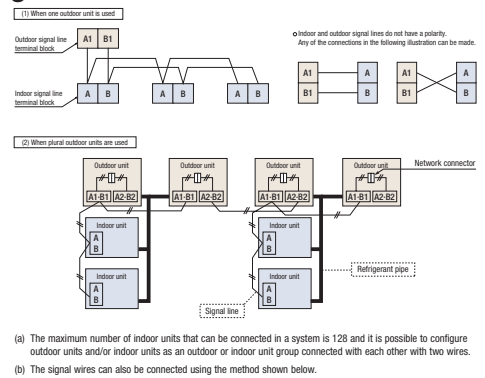 (1) When one outdoor unit is used
Outdoor signal line
terminal block
A1 B1
Indoor signal line
terminal block
A B A B A B
o Indoor and outdoor signal lines do not have a polarity.
Any of the connections in the following illustration can be made.
A1 A A1 A
B1 B B1 B
(2) When plural outdoor units are used
Outdoor unit Outdoor unit Outdoor unit Outdoor unit
Network connector
A1-B1 A2-B2 A1-B1 A2-B2 A1-B1 A2-B2 A1-B1 A2-B2
Indoor unit Indoor unit
A A
B B
Refrigerant pipe
Indoor unit Indoor unit
A A
B B
Signal line
(a) The maximum number of indoor units that can be connected in a system is 128 and it is possible to configure
outdoor units and/or indoor units as an outdoor or indoor unit group connected with each other with two wires.
(b) The signal wires can also be connected using the method shown below.